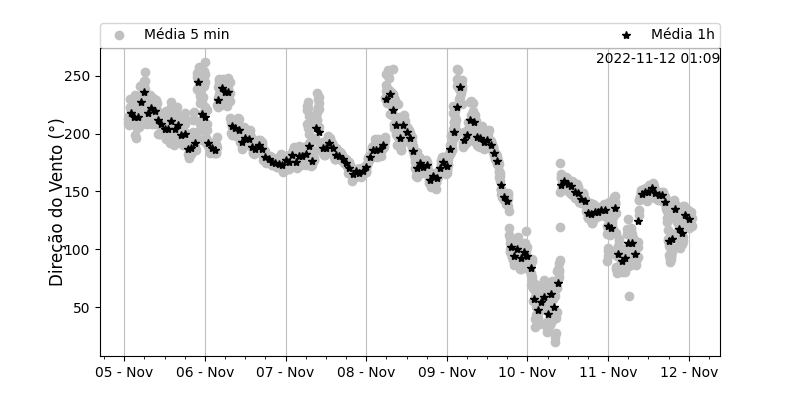 Média 5 min
Média 1h
2022-11-12 01:09
250
200
150
100
50
Direção do Vento (°)
05 - Nov
06 - Nov
07 - Nov
08 - Nov
09 - Nov
10 - Nov
11 - Nov
12 - Nov